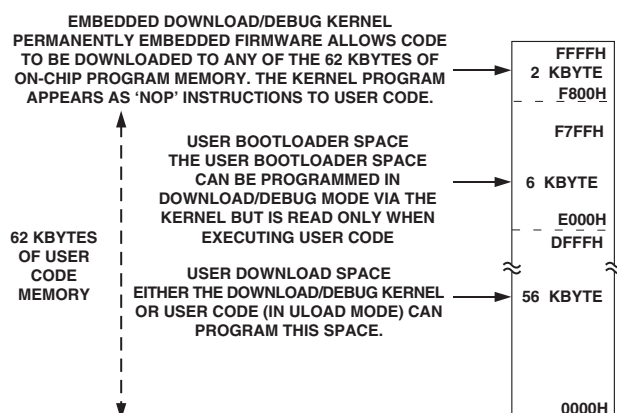 EMBEDDED DOWNLOAD/DEBUG KERNEL
PERMANENTLY EMBEDDED FIRMWARE ALLOWS CODE
TO BE DOWNLOADED TO ANY OF THE 62 KBYTES OF
ON-CHIP PROGRAM MEMORY. THE KERNEL PROGRAM
APPEARS AS ‘NOP’ INSTRUCTIONS TO USER CODE.
FFFFH
2 KBYTE
F800H
F7FFH
USER BOOTLOADER SPACE
THE USER BOOTLOADER SPACE
CAN BE PROGRAMMED IN
DOWNLOAD/DEBUG MODE VIA THE
KERNEL BUT IS READ ONLY WHEN
EXECUTING USER CODE
6 KBYTE
E000H
DFFFH
62 KBYTES
OF USER
CODE
MEMORY
USER DOWNLOAD SPACE
EITHER THE DOWNLOAD/DEBUG KERNEL
OR USER CODE (IN ULOAD MODE) CAN
PROGRAM THIS SPACE.
56 KBYTE
0000H